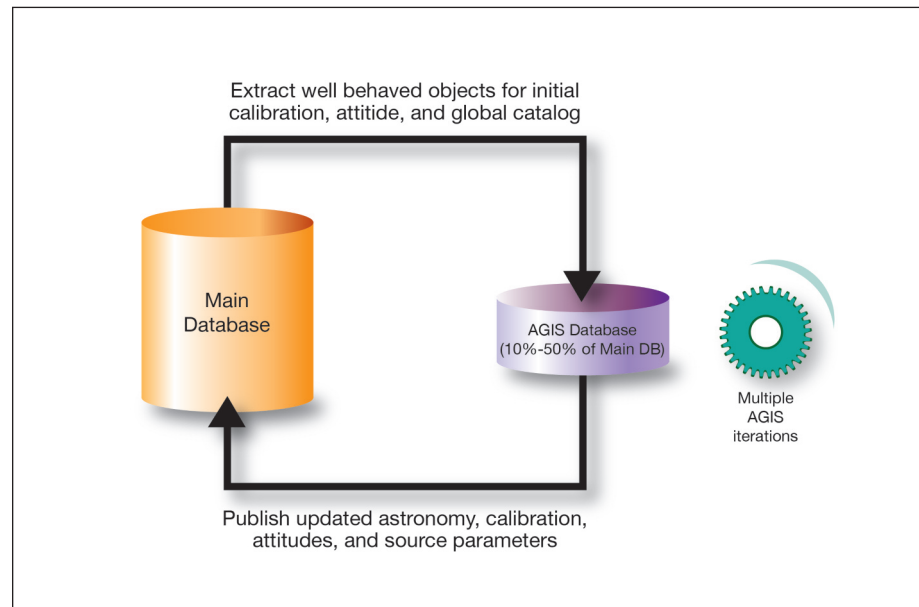 Extract well behaved objects for initial
calibration, attitide, and global catalog
Main
Database
AGIS Database
(10%-50% of Main DB)
Multiple
AGIS
iterations
Publish updated astronomy, calibration,
attitudes, and source parameters